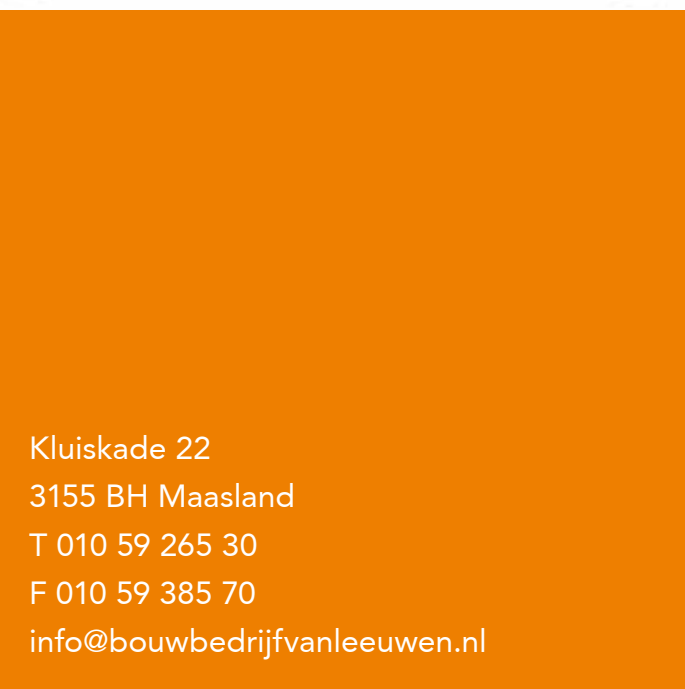 Kluiskade 22
3155 BH Maasland
T 010 59 265 30
F 010 59 385 70
info@bouwbedrijfvanleeuwen.nl